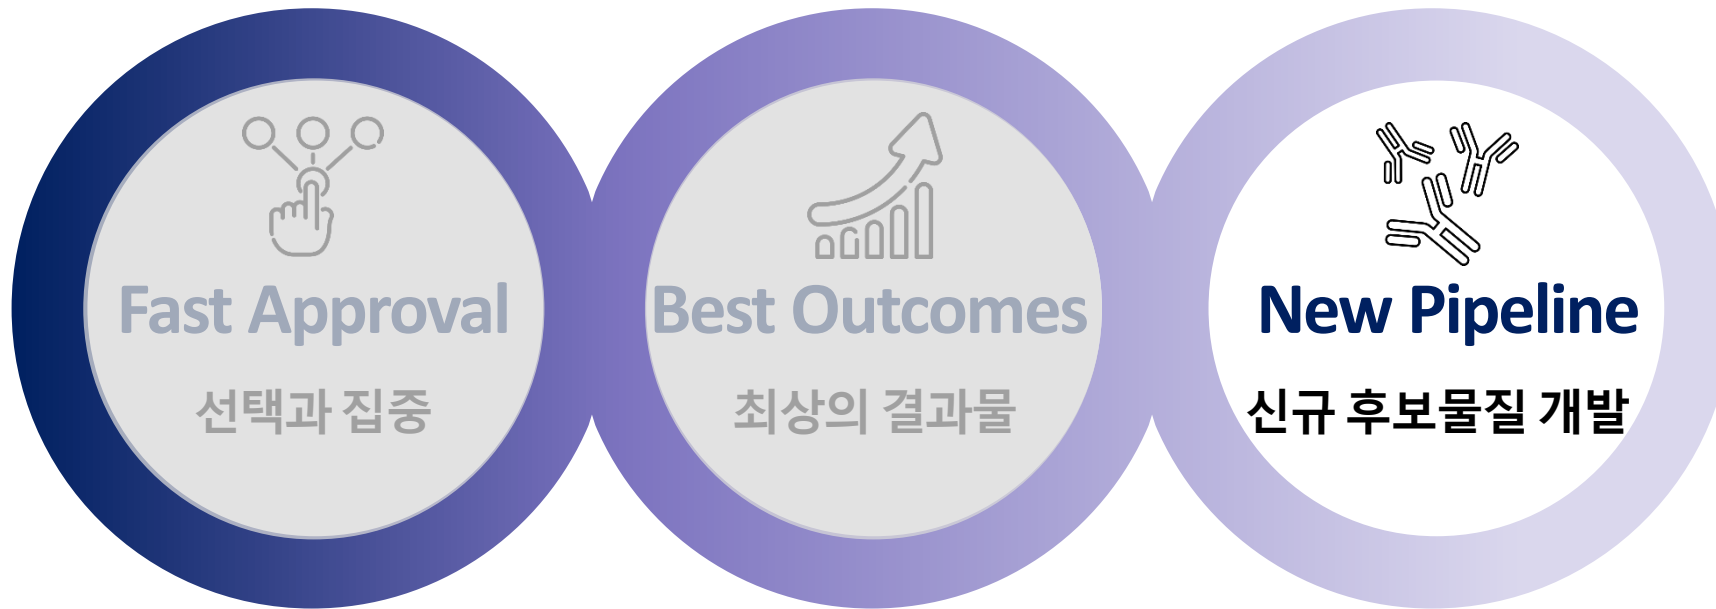 Fast Approval
선택과 집중
Best Outcomes
최상의 결과물
New Pipeline
신규 후보물질 개발